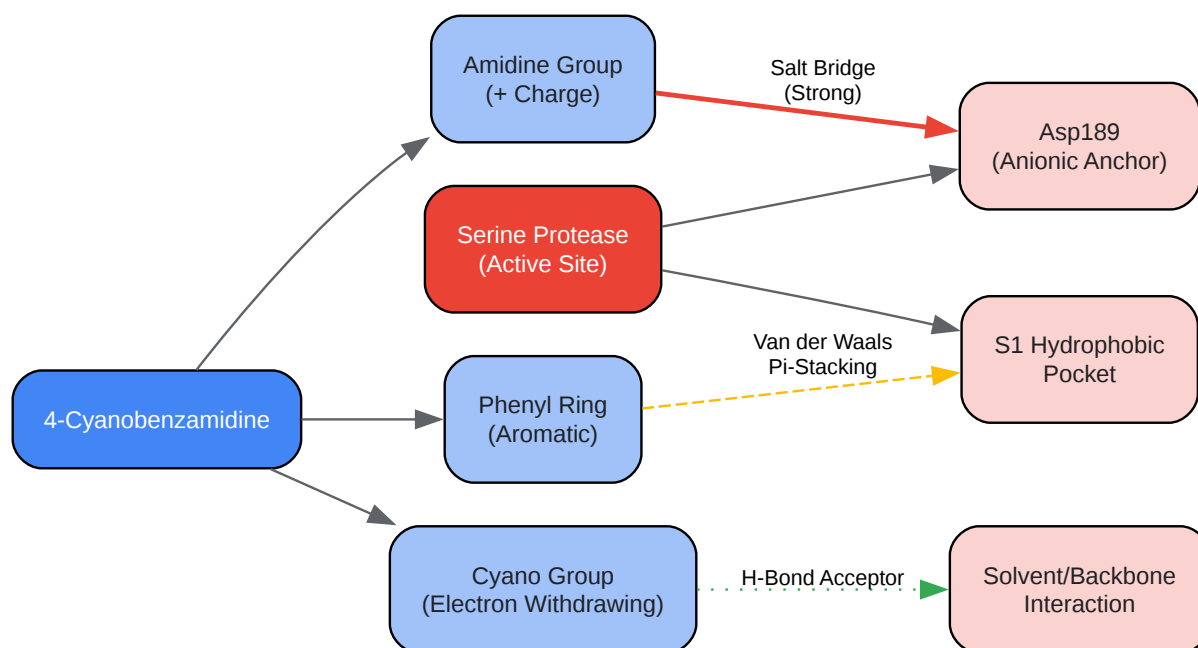 Amidine Group
(+ Charge)
Salt Bridge
(Strong)
Asp189
(Anionic Anchor)
Serine Protease
(Active Site)
S1 Hydrophobic
Pocket
Van der Waals
Pi-Stacking
4-Cyanobenzamidine
Phenyl Ring
(Aromatic)
Cyano Group
(Electron Withdrawing)
H-Bond Acceptor
Solvent/Backbone
Interaction